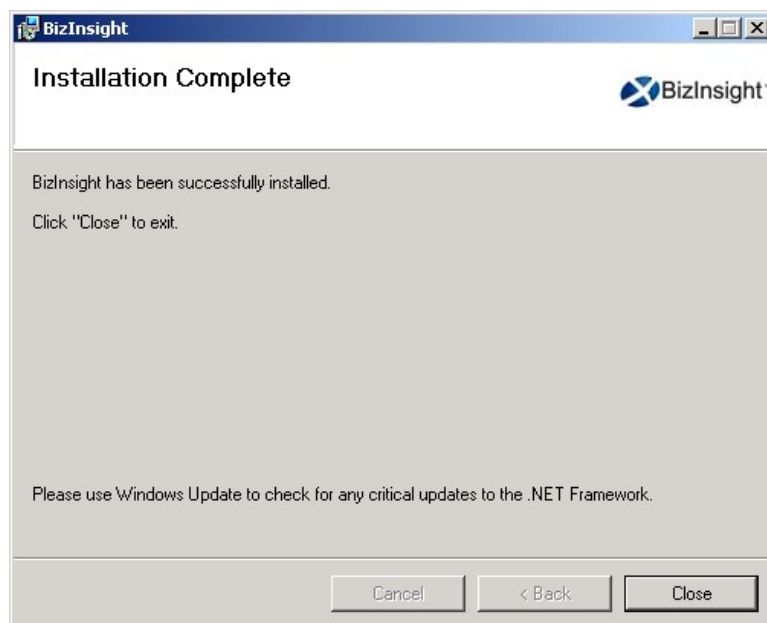 BizInsight
Installation Complete
BizInsight
BizInsight has been successfully installed.
Click "Close" to exit.
Please use Windows Update to check for any critical updates to the .NET Framework.
Cancel
< Back
Close